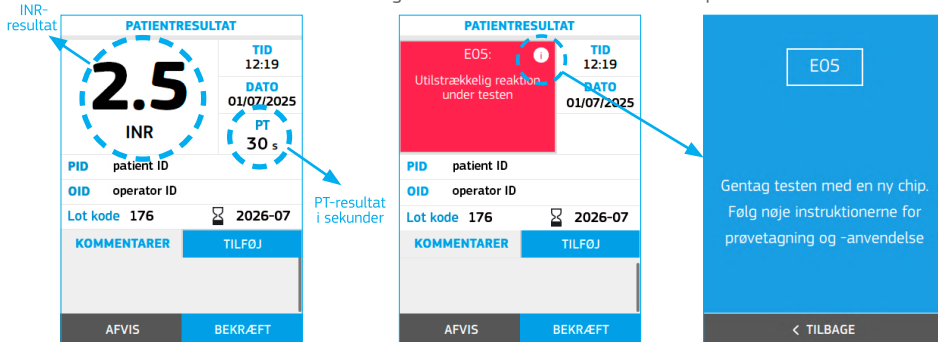 INR-
resultat
PATIENTRESULTAT
2.5
INR
TID
12:19
DATO
01/07/2025
PT
30 s
PID patient ID
OID operator ID
Lot kode 176 2026-07
KOMMENTARER TILFØJ
AFVIS BEKRÆFT
PT-resultat
i sekunder
PATIENTRESULTAT
E05: i
Utilstrækkelig reaktion
under testen
TID
12:19
DATO
01/07/2025
PID patient ID
OID operator ID
Lot kode 176 2026-07
KOMMENTARER TILFØJ
AFVIS BEKRÆFT
E05
Gentag testen med en ny chip.
Følg nøje instruktionerne for
prøvetagning og -anvendelse
< TILBAGE